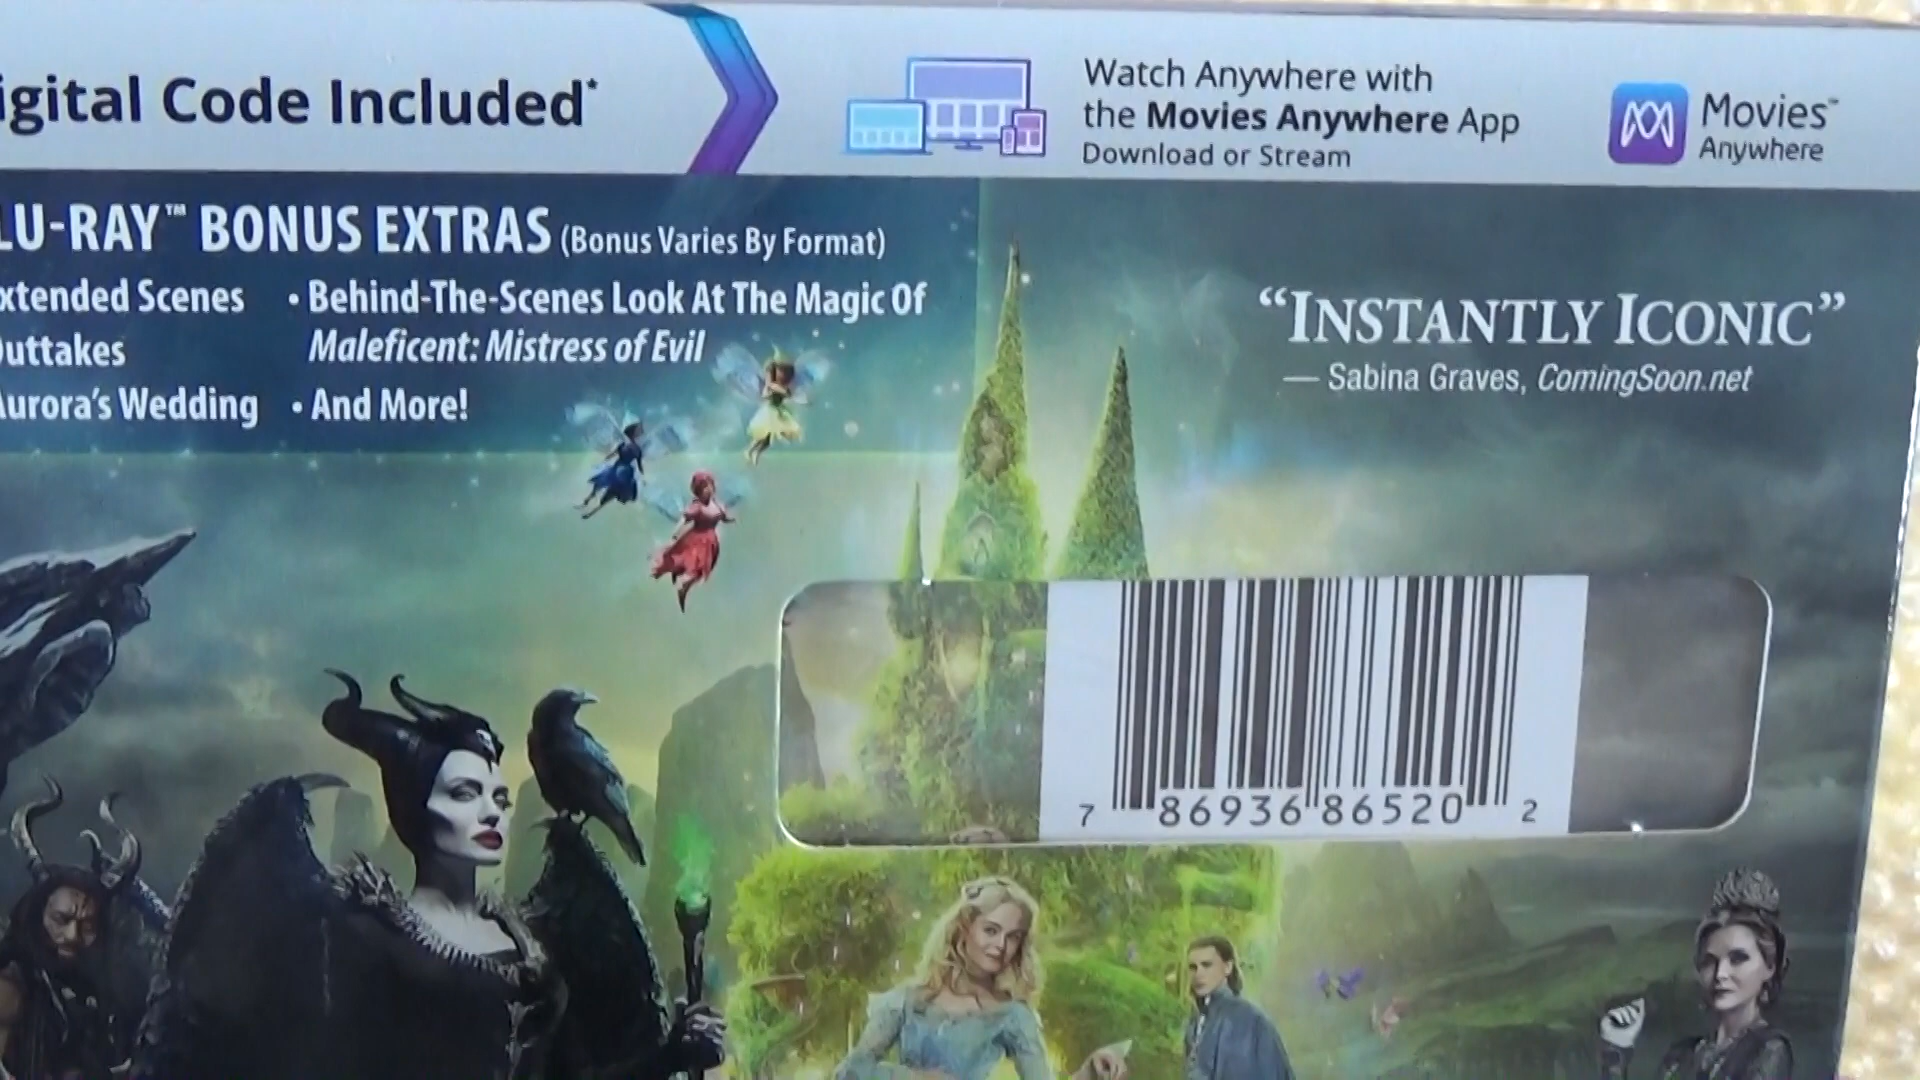 igital Code Included*
Watch Anywhere with
the Movies Anywhere App
Download or Stream
Movies™
Anywhere
LU-RAY™ BONUS EXTRAS (Bonus Varies By Format)
xtended Scenes
uttakes
Aurora's Wedding
• Behind-The-Scenes Look At The Magic Of
Maleficent: Mistress of Evil
• And More!
“INSTANTLY ICONIC”
— Sabina Graves, ComingSoon.net
7 86936 86520 2